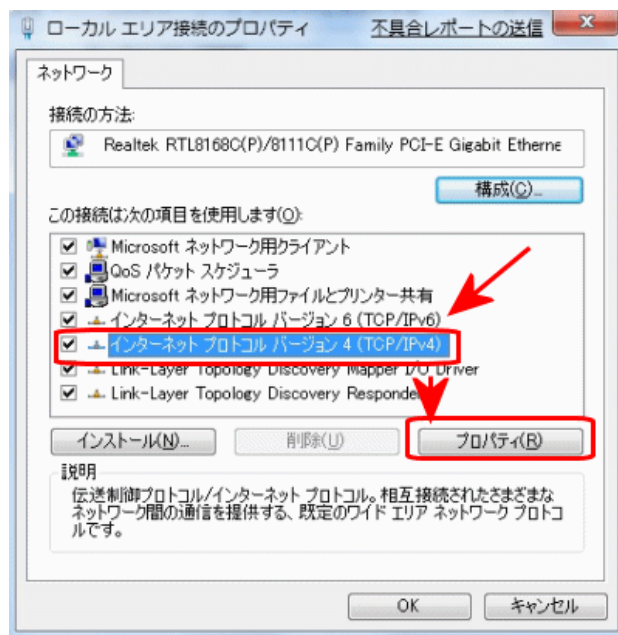 ローカル エリア接続のプロパティ
不具合レポートの送信
ネットワーク
接続の方法:
Realtek RTL8168C(P)/8111C(P) Family PCI-E Gigabit Etherne
構成(C)...
この接続は次の項目を使用します(O):
Microsoft ネットワーク用クライアント
QoS パケット スケジューラ
Microsoft ネットワーク用ファイルとプリンター共有
インターネット プロトコル バージョン 6 (TCP/IPv6)
インターネット プロトコル バージョン 4 (TCP/IPv4)
Link-Layer Topology Discovery Mapper I/O Driver
Link-Layer Topology Discovery Responde
インストール(N)...
削除(U)
プロパティ(R)
説明
伝送制御プロトコル/インターネット プロトコル。相互接続されたさまざまな
ネットワーク間の通信を提供する、既定のワイド エリア ネットワーク プロトコ
ルです。
OK
キャンセル